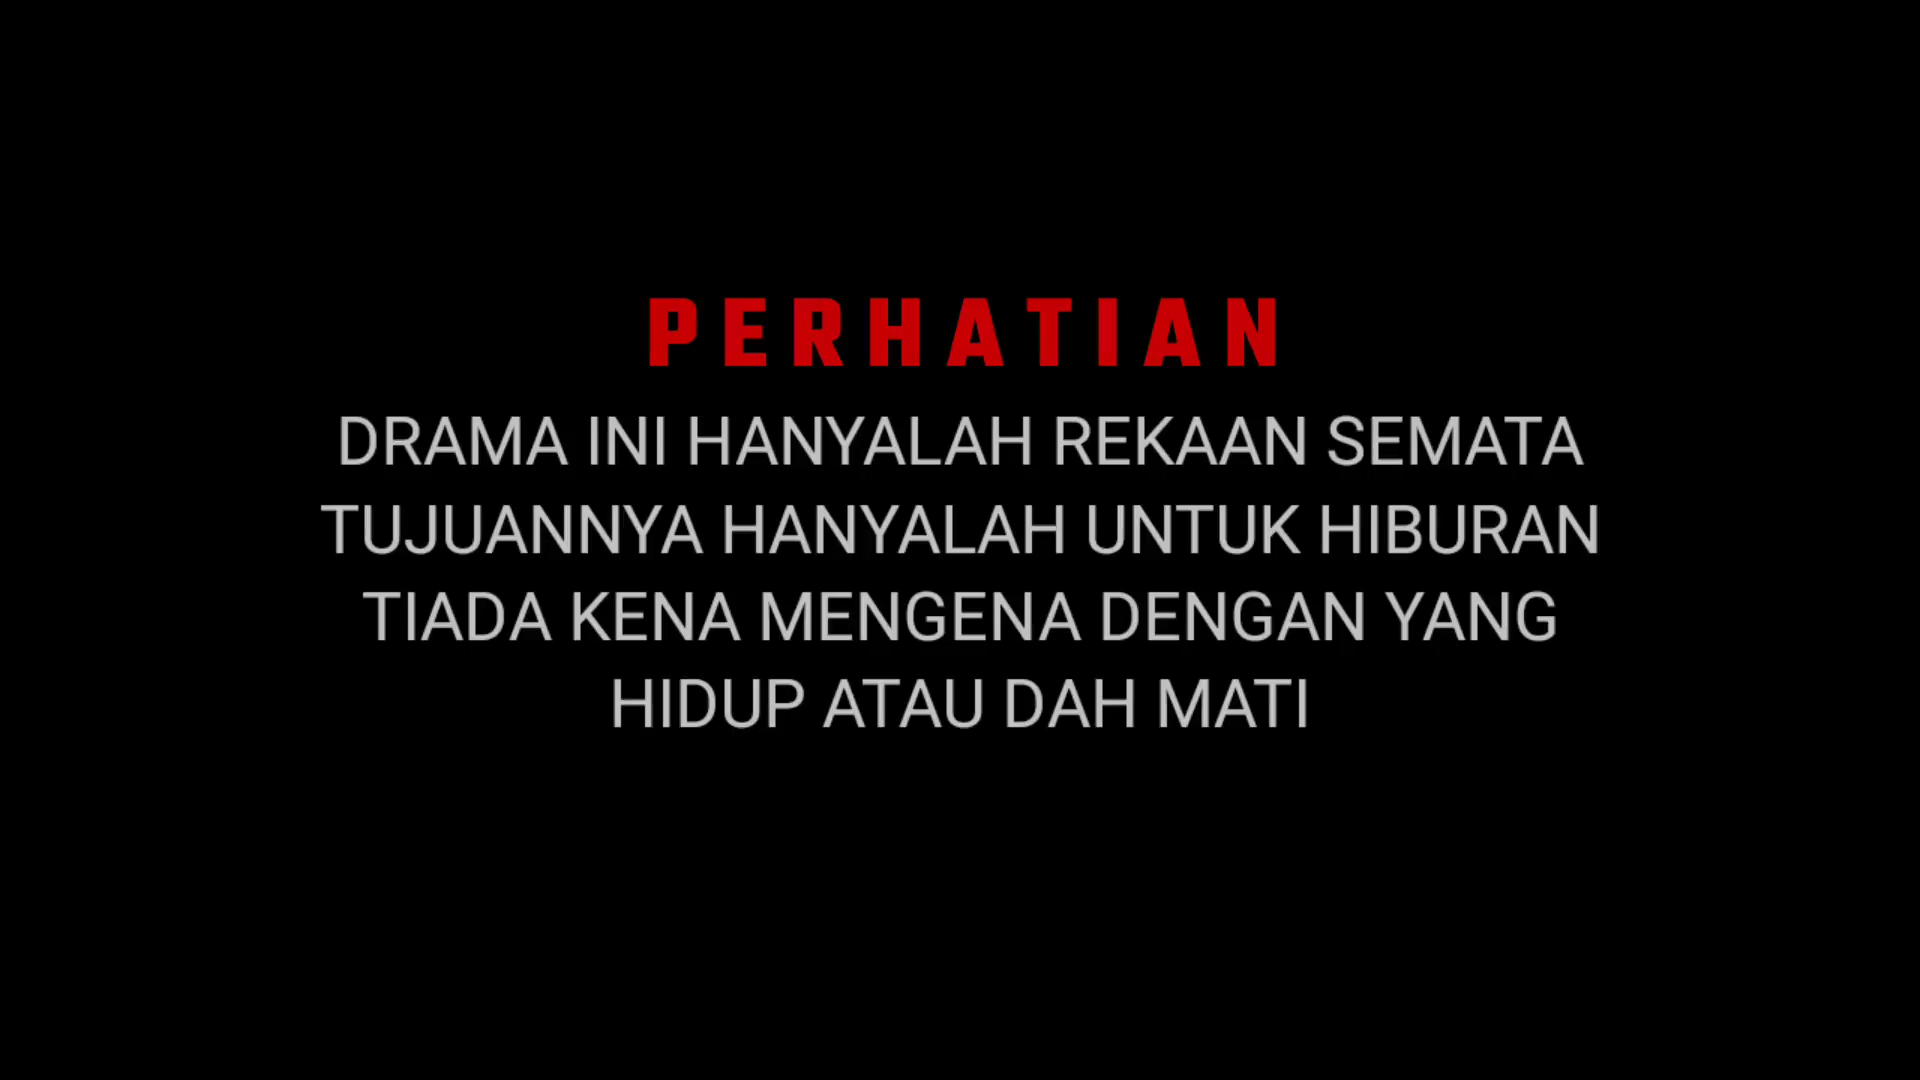 PERHATIAN
DRAMA INI HANYALAH REKAAN SEMATA
TUJUANNYA HANYALAH UNTUK HIBURAN
TIADA KENA MENGENA DENGAN YANG
HIDUP ATAU DAH MATI